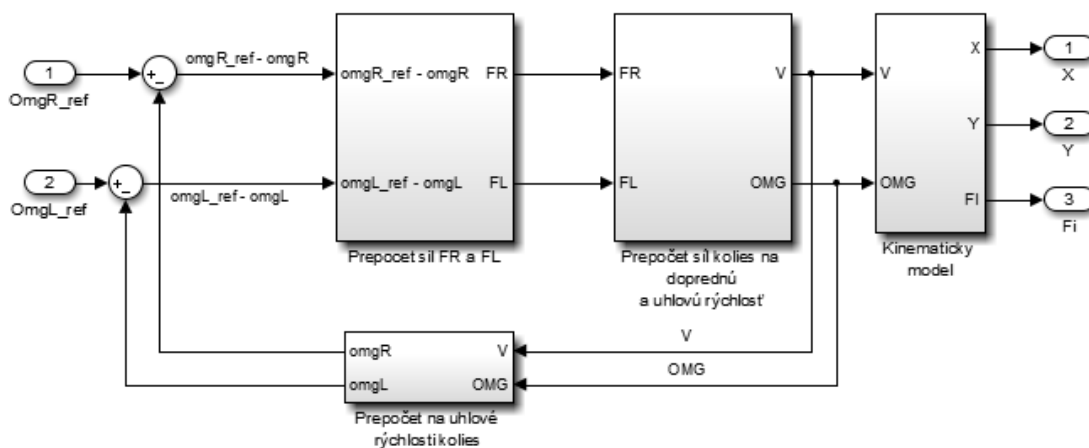 1
OmgR_ref
+
-
omgR_ref - omgR
2
OmgL_ref
+
-
omgL_ref - omgL
omgR_ref - omgR
FR
omgL_ref - omgL
FL
Prepocet sil FR a FL
FR
V
FL
OMG
Prepočet síl kolies na
doprednú
a uhlovú rýchlosť
V
X
Y
OMG
FI
Kinematicky
model
1
X
2
Y
3
Fi
V
OMG
omgR
V
omgL
OMG
Prepočet na uhlové
rýchlosti kolies